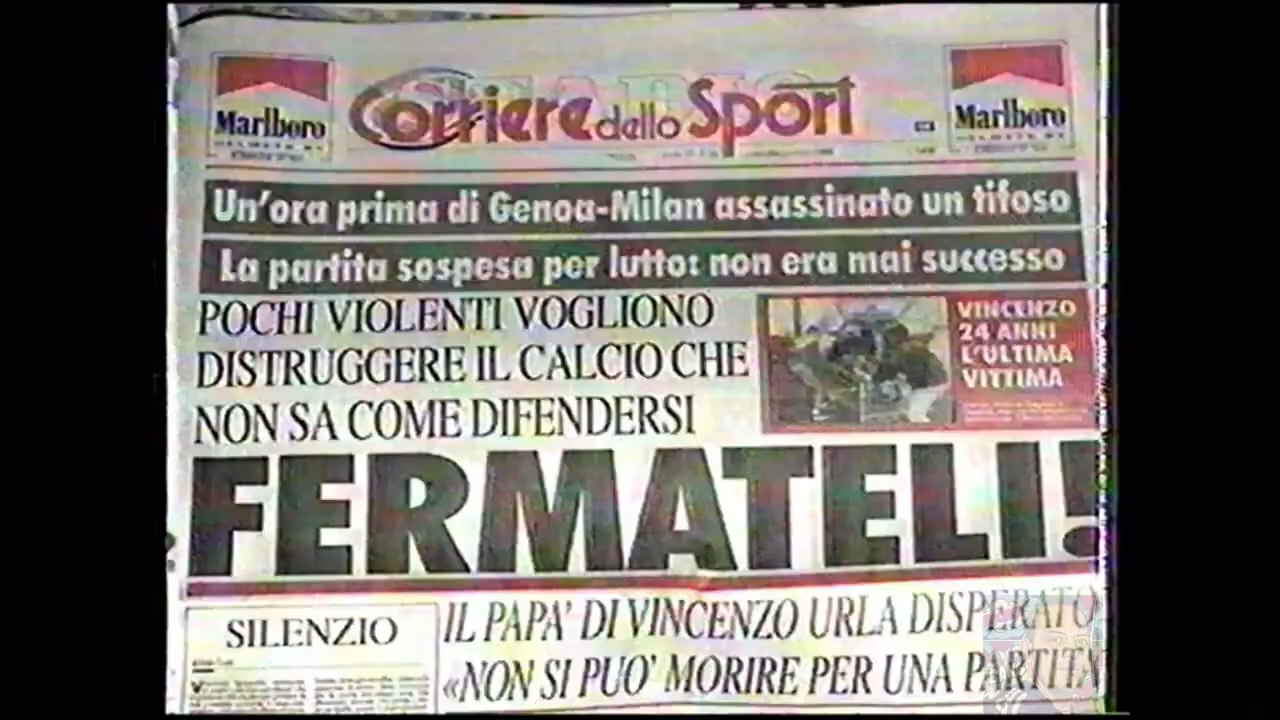 STADIO
Marlboro
Corriere dello Sport
Marlboro
Un'ora prima di Genoa-Milan assassinato un tifoso
La partita sospesa per lutto: non era mai successo
POCHI VIOLENTI VOGLIONO
DISTRUGGERE IL CALCIO CHE
NON SA COME DIFENDERSI
VINCENZO
24 ANNI
L'ULTIMA
VITTIMA
FERMATELI!
SILENZIO
IL PAPA' DI VINCENZO URLA DISPERATO
«NON SI PUO' MORIRE PER UNA PARTITA